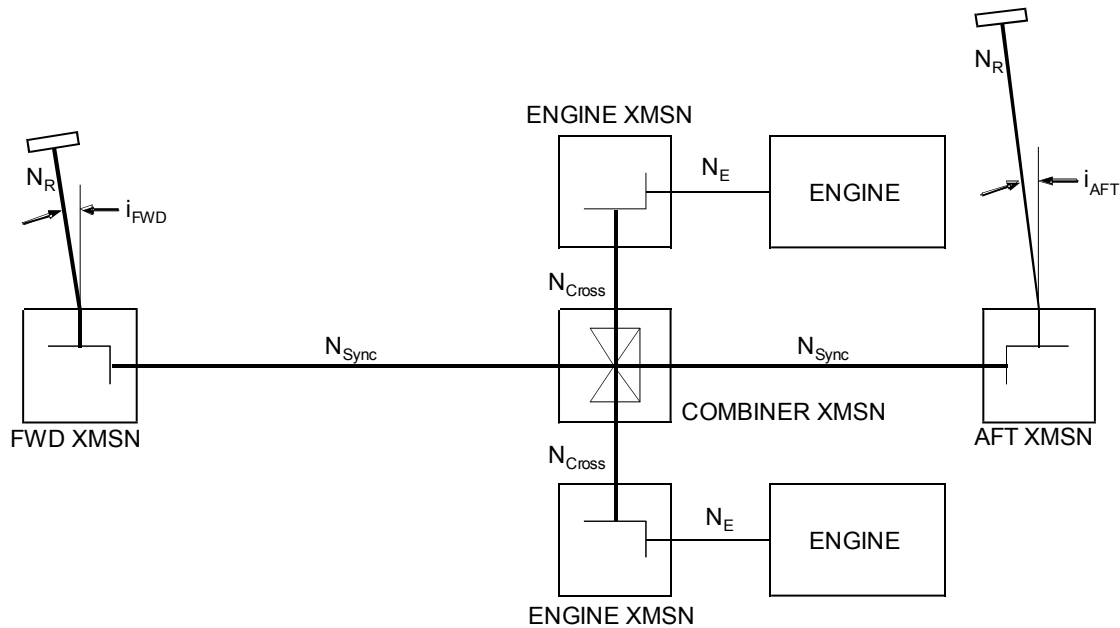 N_R
ENGINE XMSN
N_R
N_E
ENGINE
i_FWD
i_AFT
N_Cross
N_Sync
N_Sync
FWD XMSN
COMBINER XMSN
AFT XMSN
N_Cross
N_E
ENGINE
ENGINE XMSN